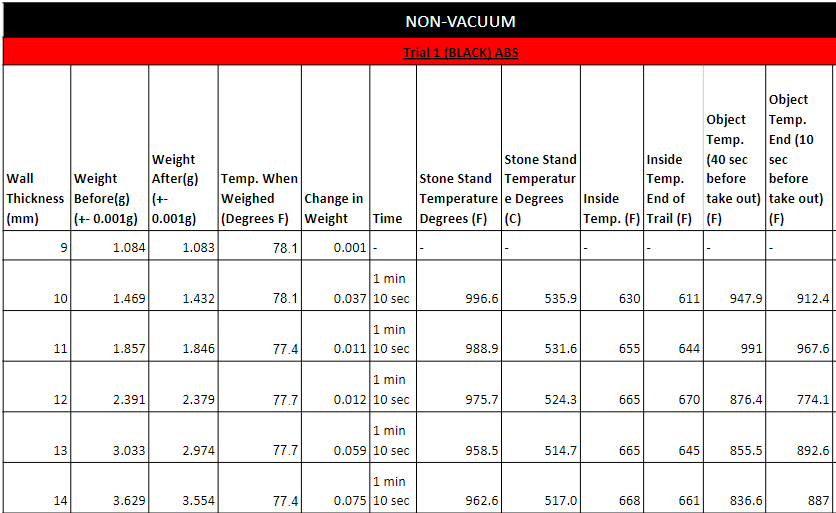 NON-VACUUM
Trial 1 (BLACK) ABS
Wall Thickness (mm) Weight Before(g) (+- 0.001g) Weight After(g) (+- 0.001g) Temp. When Weighed (Degrees F) Change in Weight Time Stone Stand Temperature Degrees (F) Stone Stand Temperatur e Degrees (C) Inside Temp. (F) Inside Temp. End of Trail (F) Object Temp. (40 sec before take out) (F) Object Temp. End (10 sec before take out) (F)
9 1.084 1.083 78.1 0.001 - - - - - - -
10 1.469 1.432 78.1 0.037 1 min 10 sec 996.6 535.9 630 611 947.9 912.4
11 1.857 1.846 77.4 0.011 1 min 10 sec 988.9 531.6 655 644 991 967.6
12 2.391 2.379 77.7 0.012 1 min 10 sec 975.7 524.3 665 670 876.4 774.1
13 3.033 2.974 77.7 0.059 1 min 10 sec 958.5 514.7 665 645 855.5 892.6
14 3.629 3.554 77.4 0.075 1 min 10 sec 962.6 517.0 668 661 836.6 887